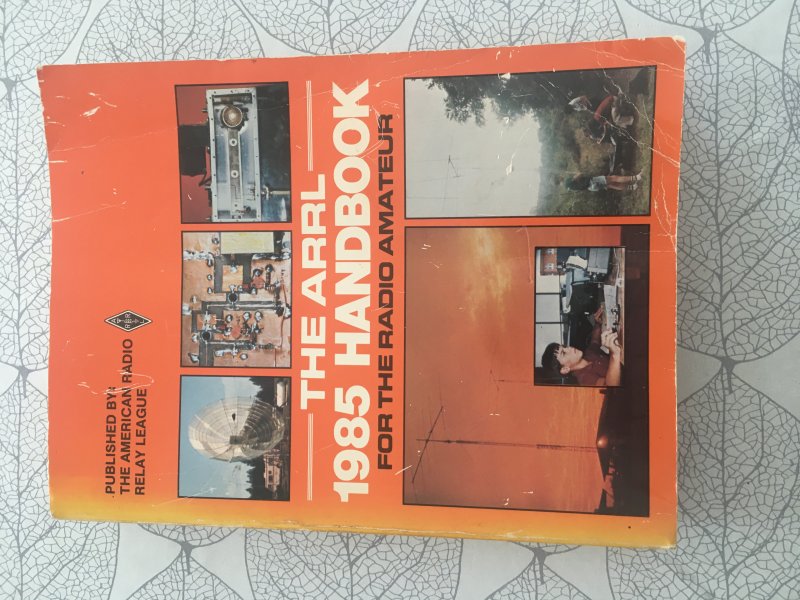 THE ARRL
1985 HANDBOOK
FOR THE RADIO AMATEUR
PUBLISHED BY:
THE AMERICAN RADIO
RELAY LEAGUE